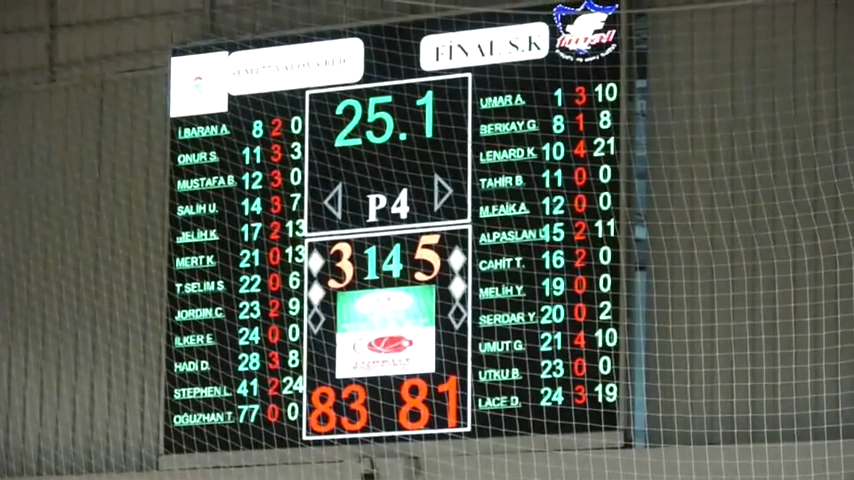 FİNAL S.K
25.1
P4
3 14 5
83 81
İ.BARAN A. 8 2 0
ONUR S. 11 3 3
MUSTAFA B. 12 3 0
SALİH U. 14 3 7
MELİH K. 17 2 13
MERT K. 21 0 13
T.SELİM S. 22 0 6
JORDIN C. 23 2 9
İLKER E. 24 0 0
HADİ D. 28 3 8
STEPHEN L. 41 2 24
OĞUZHAN T. 77 0 0
UMAR A. 1 3 10
BERKAY G. 8 1 8
LENARD K. 10 4 21
TAHİR B. 11 0 0
M.FAİK A. 12 0 0
ALPASLAN 15 2 11
CAHİT T. 16 2 0
MELİH Y. 19 0 0
SERDAR Y. 20 0 2
UMUT G. 21 4 10
UTKU B. 23 0 0
LACE D. 24 3 19